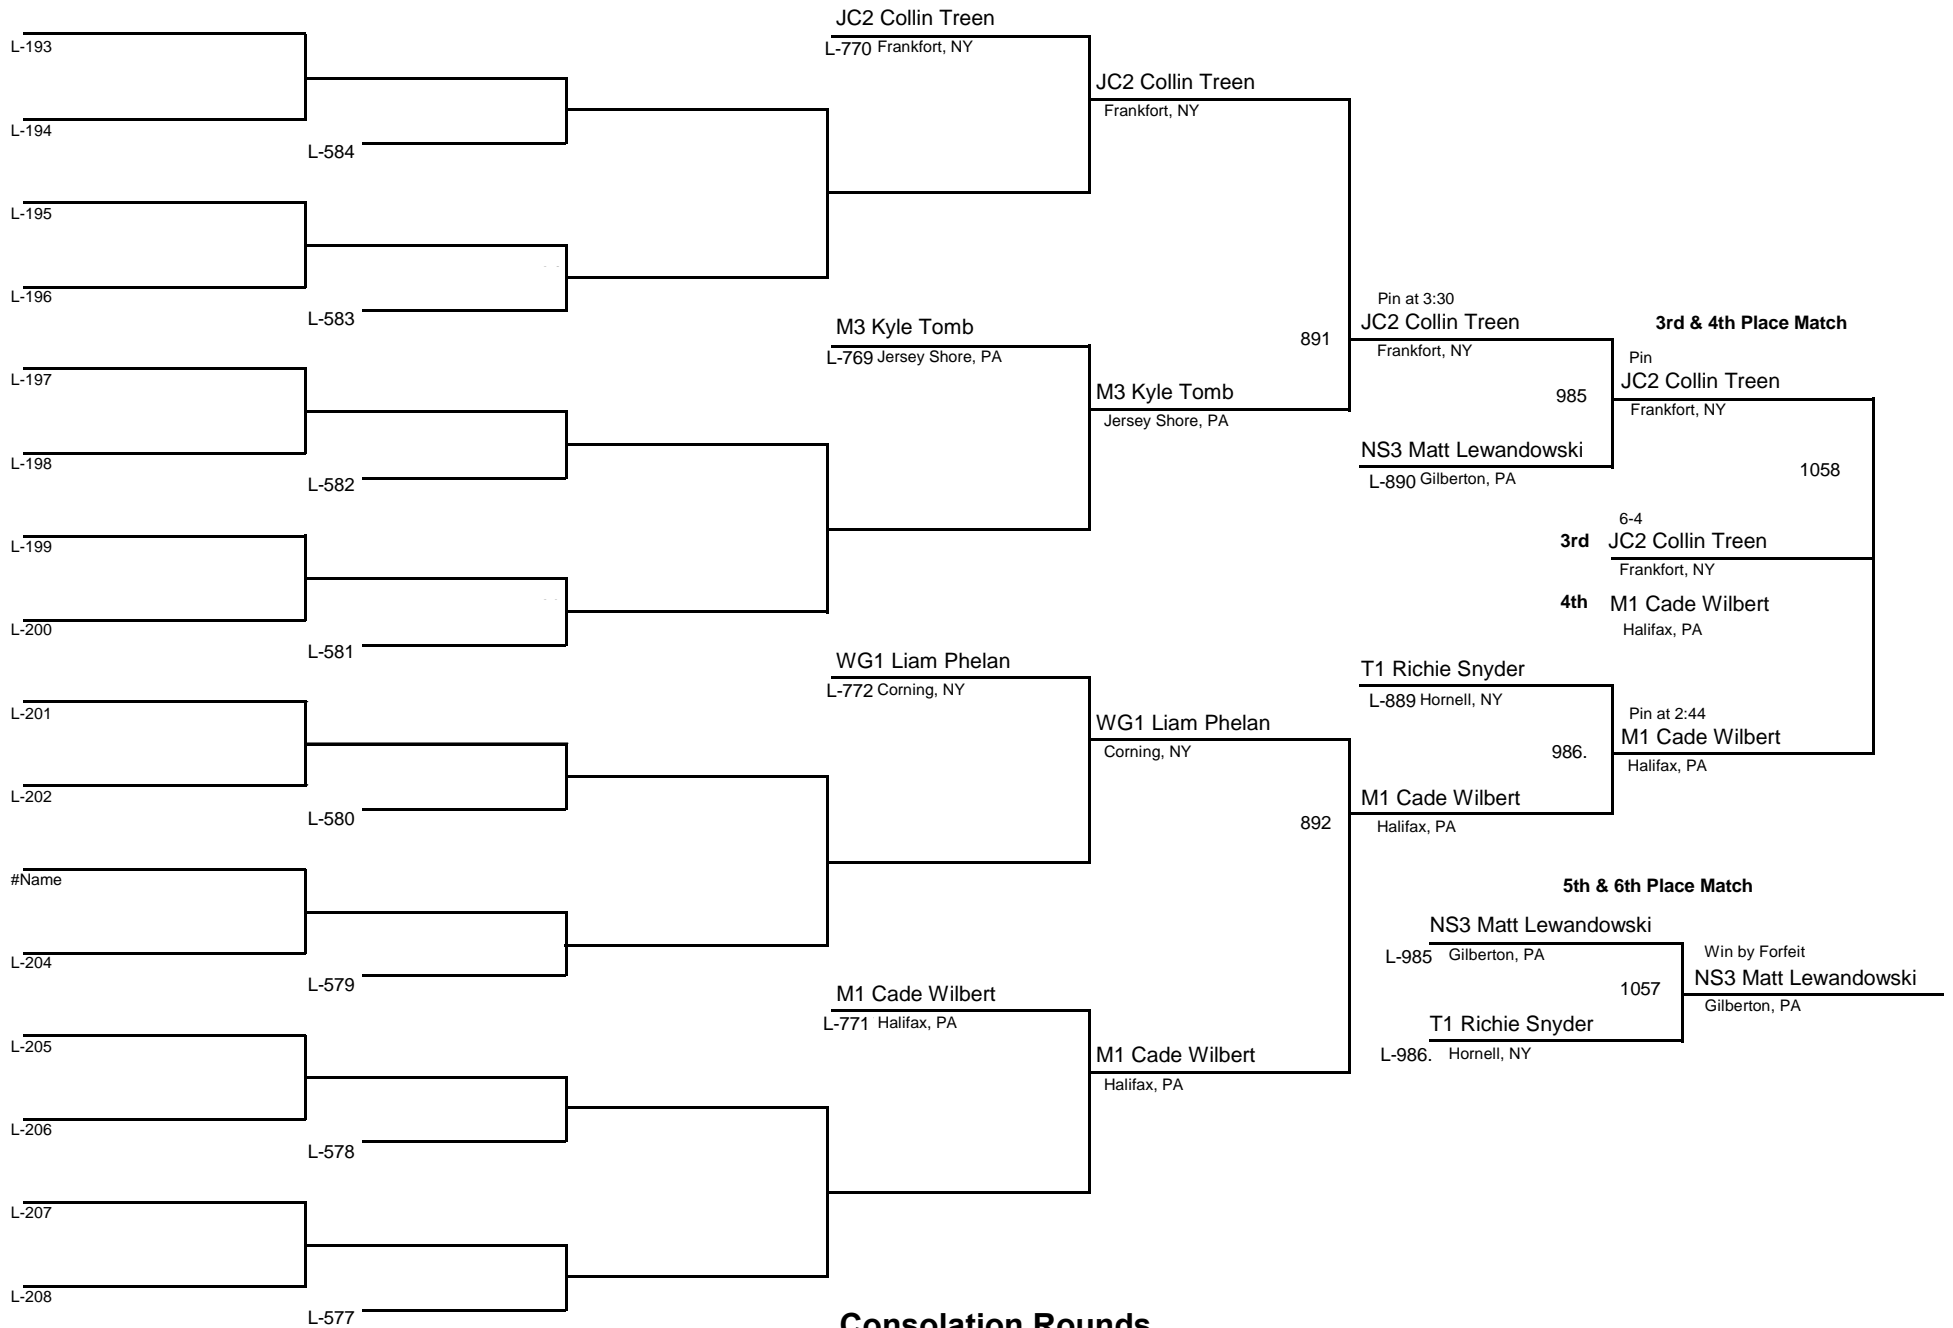 L-193
L-194
L-584
L-195
L-196
L-583
L-197
L-198
L-582
L-199
L-200
L-581
L-201
L-202
L-580
#Name
L-204
L-579
L-205
L-206
L-578
L-207
L-208
L-577
JC2 Collin Treen
L-770 Frankfort, NY
M3 Kyle Tomb
L-769 Jersey Shore, PA
WG1 Liam Phelan
L-772 Corning, NY
M1 Cade Wilbert
L-771 Halifax, PA
JC2 Collin Treen
Frankfort, NY
M3 Kyle Tomb
Jersey Shore, PA
891
WG1 Liam Phelan
Corning, NY
892
M1 Cade Wilbert
Halifax, PA
Pin at 3:30
JC2 Collin Treen
Frankfort, NY
985
NS3 Matt Lewandowski
L-890 Gilberton, PA
T1 Richie Snyder
L-889 Hornell, NY
986.
M1 Cade Wilbert
Halifax, PA
3rd & 4th Place Match
Pin
JC2 Collin Treen
Frankfort, NY
1058
6-4
3rd JC2 Collin Treen
Frankfort, NY
4th M1 Cade Wilbert
Halifax, PA
Pin at 2:44
M1 Cade Wilbert
Halifax, PA
5th & 6th Place Match
NS3 Matt Lewandowski
L-985 Gilberton, PA
1057
T1 Richie Snyder
L-986. Hornell, NY
Win by Forfeit
NS3 Matt Lewandowski
Gilberton, PA
Consolation Rounds